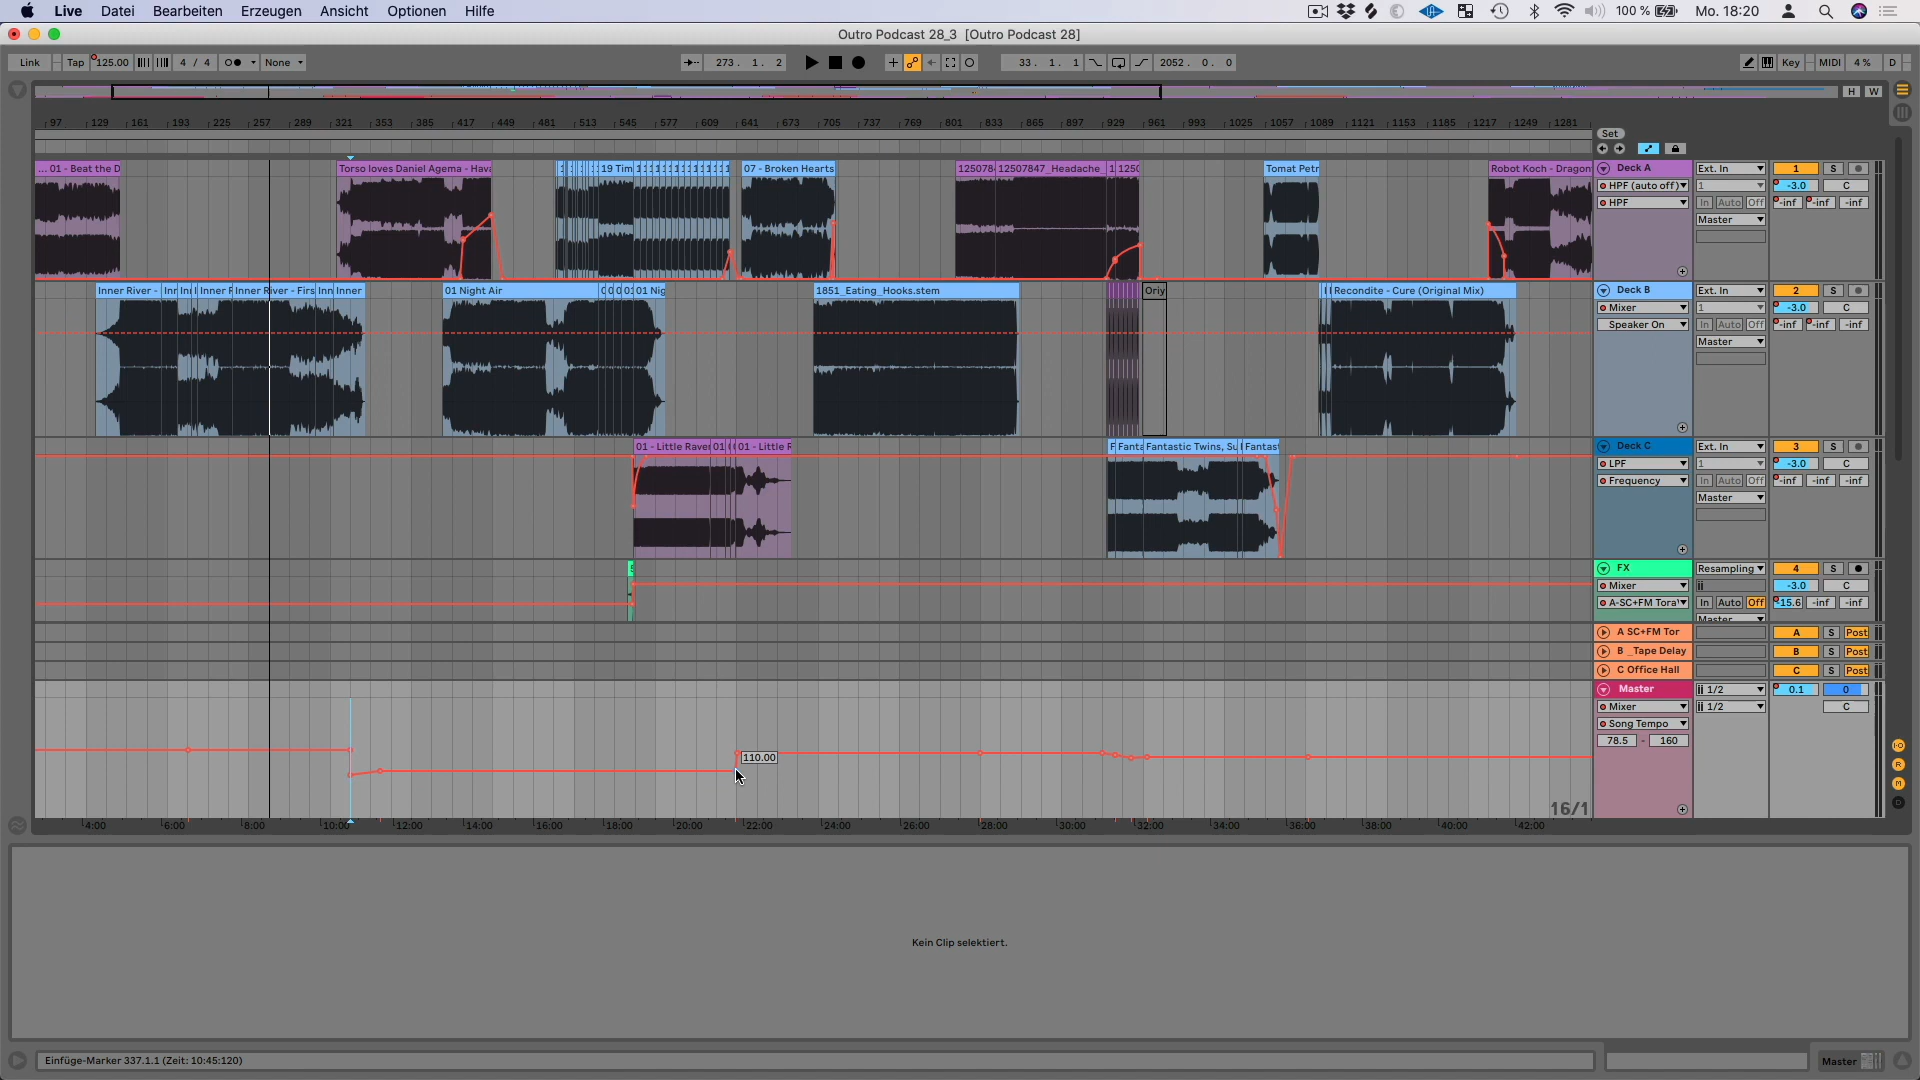 Live Datei Bearbeiten Erzeugen Ansicht Optionen Hilfe 100 % Mo. 18:20
Outro Podcast 28_3 [Outro Podcast 28]
Link Tap 125.00 4 / 4 None 273. 1. 2 33. 1. 1 2052. 0. 0 Key MIDI 4 % D
H W
97 129 161 193 225 257 289 321 353 385 417 449 481 513 545 577 609 641 673 705 737 769 801 833 865 897 929 961 993 1025 1057 1089 1121 1153 1185 1217 1249 1281
Set
... 01 - Beat the D Torso loves Daniel Agema - Hava 19 Tim 07 - Broken Hearts 125078 12507847_Headache_ 1 1250 Tomat Petr Robot Koch - Dragon
Deck A Ext. In 1 S
HPF (auto off) 1 -3.0 C
HPF In Auto Off -inf -inf -inf
Master
Inner River - Inr Inner F Inner River - Firs Inn Inner 01 Night Air 01 Nig 1851_Eating_Hooks.stem Oriy Recondite - Cure (Original Mix)
Deck B Ext. In 2 S
Mixer 1 -3.0 C
Speaker On In Auto Off -inf -inf -inf
Master
01 - Little Raver 01 01 - Little R F Fanta Fantastic Twins, Su Fantast
Deck C Ext. In 3 S
LPF 1 -3.0 C
Frequency In Auto Off -inf -inf -inf
Master
FX Resampling 4 S
Mixer -3.0 C
A-SC+FM Tora In Auto Off -15.6 -inf -inf
Master
A SC+FM Tor A S Post
B _Tape Delay B S Post
C Office Hall C S Post
Master 1/2 0.1 0
Mixer 1/2 C
Song Tempo
78.5 - 160
110.00
16/1
4:00 6:00 8:00 10:00 12:00 14:00 16:00 18:00 20:00 22:00 24:00 26:00 28:00 30:00 32:00 34:00 36:00 38:00 40:00 42:00
Kein Clip selektiert.
Einfüge-Marker 337.1.1 (Zeit: 10:45:120)
Master